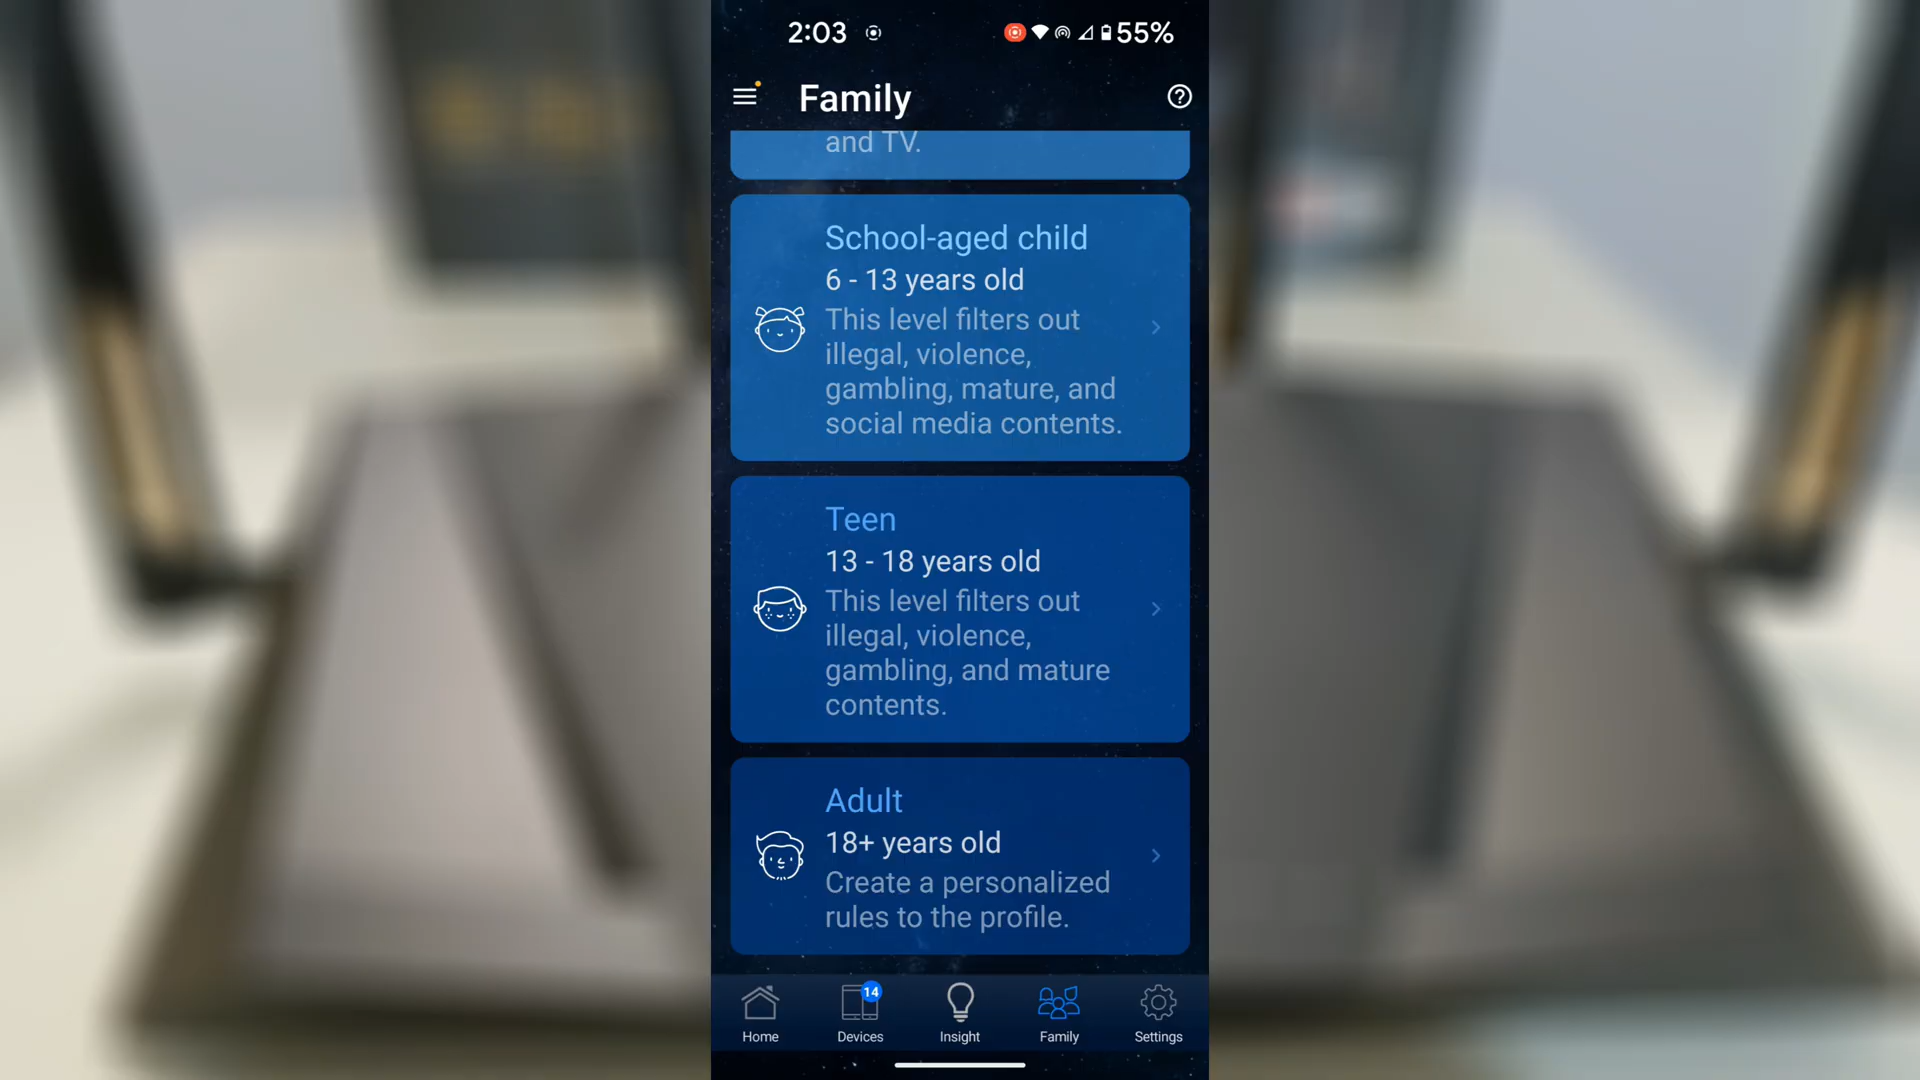 2:03
55%
Family
and TV.
School-aged child
6 - 13 years old
This level filters out
illegal, violence,
gambling, mature, and
social media contents.
Teen
13 - 18 years old
This level filters out
illegal, violence,
gambling, and mature
contents.
Adult
18+ years old
Create a personalized
rules to the profile.
14
Home
Devices
Insight
Family
Settings